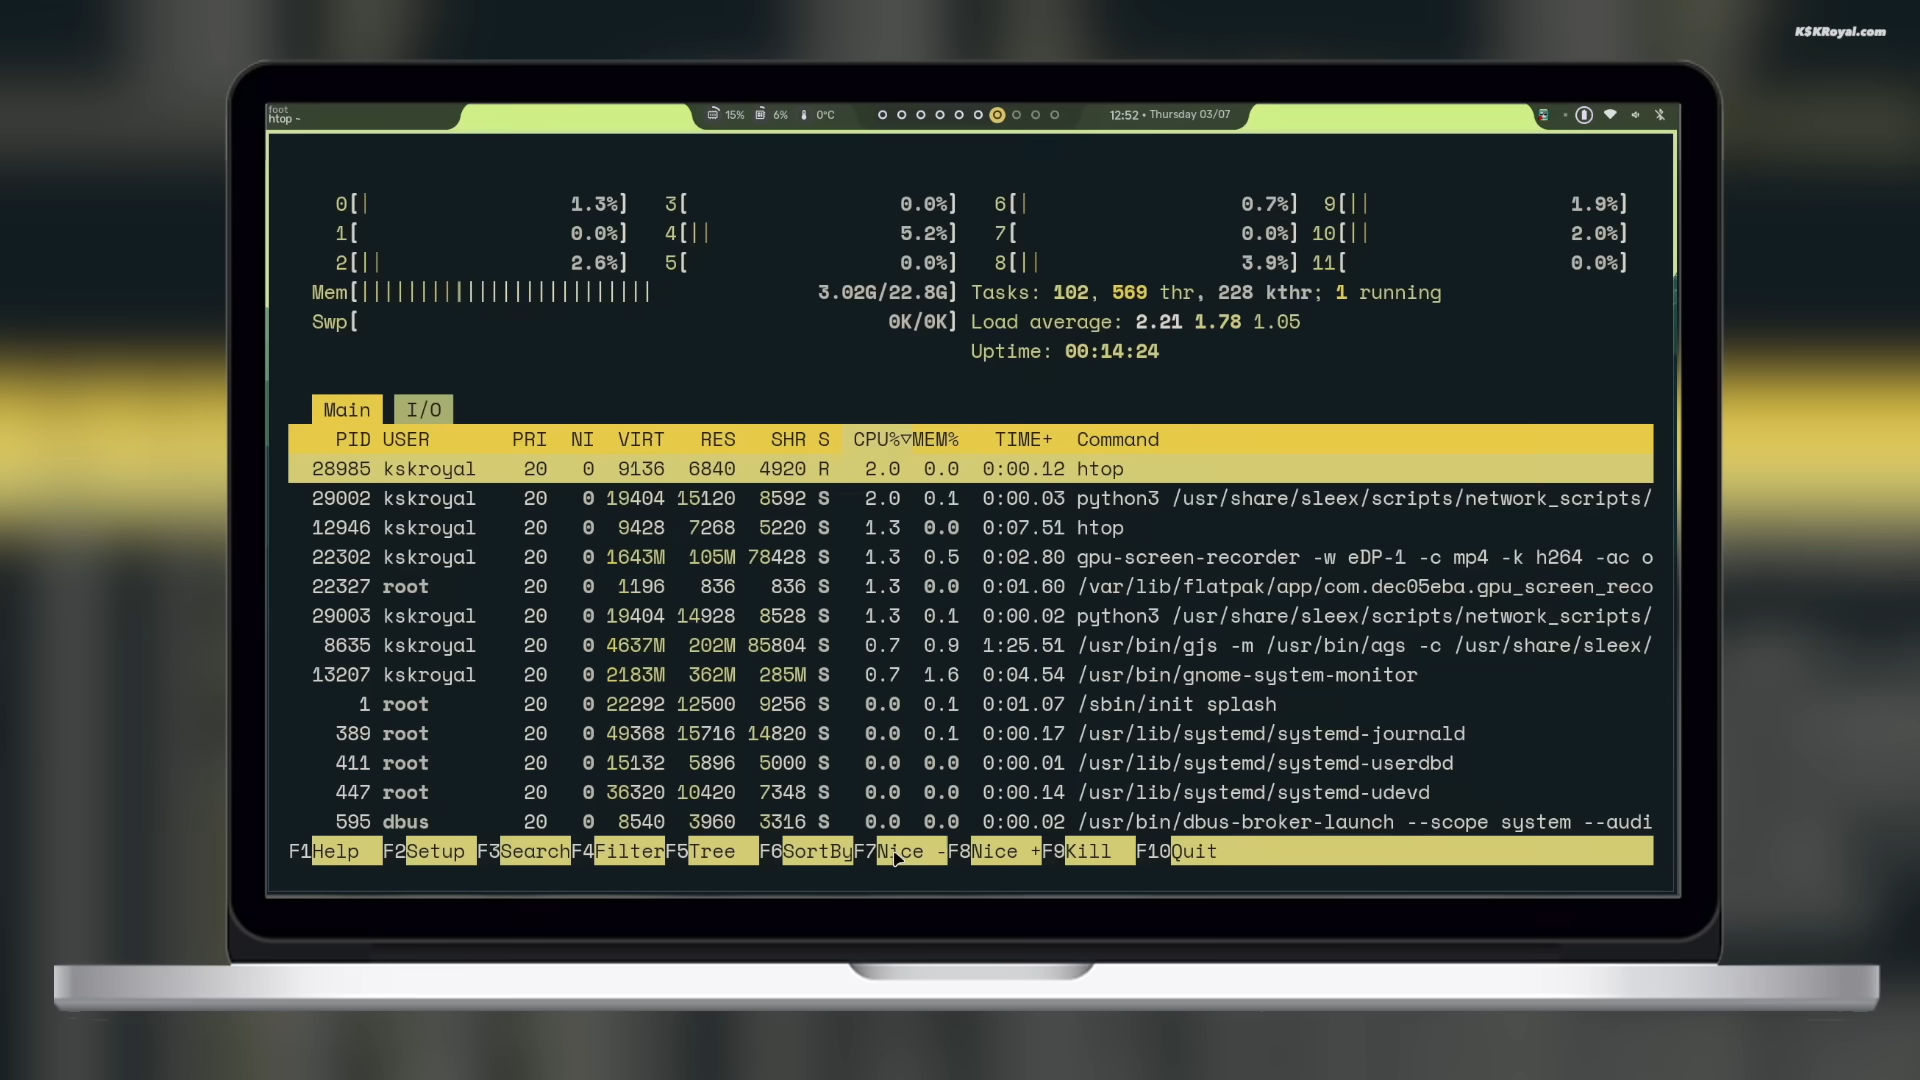 K$KRoyal.com
foot
htop ~
15% 6% 0°C 12:52 • Thursday 03/07
0[| 1.3%] 3[ 0.0%] 6[| 0.7%] 9[|| 1.9%]
1[ 0.0%] 4[|| 5.2%] 7[ 0.0%] 10[|| 2.0%]
2[|| 2.6%] 5[ 0.0%] 8[|| 3.9%] 11[ 0.0%]
Mem[||||||||||||||||||||||||| 3.02G/22.8G] Tasks: 102, 569 thr, 228 kthr; 1 running
Swp[ 0K/0K] Load average: 2.21 1.78 1.05
Uptime: 00:14:24
Main I/O
PID USER PRI NI VIRT RES SHR S CPU%▽MEM% TIME+ Command
28985 kskroyal 20 0 9136 6840 4920 R 2.0 0.0 0:00.12 htop
29002 kskroyal 20 0 19404 15120 8592 S 2.0 0.1 0:00.03 python3 /usr/share/sleex/scripts/network_scripts/
12946 kskroyal 20 0 9428 7268 5220 S 1.3 0.0 0:07.51 htop
22302 kskroyal 20 0 1643M 105M 78428 S 1.3 0.5 0:02.80 gpu-screen-recorder -w eDP-1 -c mp4 -k h264 -ac o
22327 root 20 0 1196 836 836 S 1.3 0.0 0:01.60 /var/lib/flatpak/app/com.dec05eba.gpu_screen_reco
29003 kskroyal 20 0 19404 14928 8528 S 1.3 0.1 0:00.02 python3 /usr/share/sleex/scripts/network_scripts/
8635 kskroyal 20 0 4637M 202M 85804 S 0.7 0.9 1:25.51 /usr/bin/gjs -m /usr/bin/ags -c /usr/share/sleex/
13207 kskroyal 20 0 2183M 362M 285M S 0.7 1.6 0:04.54 /usr/bin/gnome-system-monitor
1 root 20 0 22292 12500 9256 S 0.0 0.1 0:01.07 /sbin/init splash
389 root 20 0 49368 15716 14820 S 0.0 0.1 0:00.17 /usr/lib/systemd/systemd-journald
411 root 20 0 15132 5896 5000 S 0.0 0.0 0:00.01 /usr/lib/systemd/systemd-userdbd
447 root 20 0 36320 10420 7348 S 0.0 0.0 0:00.14 /usr/lib/systemd/systemd-udevd
595 dbus 20 0 8540 3960 3316 S 0.0 0.0 0:00.02 /usr/bin/dbus-broker-launch --scope system --audi
F1Help F2Setup F3SearchF4FilterF5Tree F6SortByF7Nice -F8Nice +F9Kill F10Quit